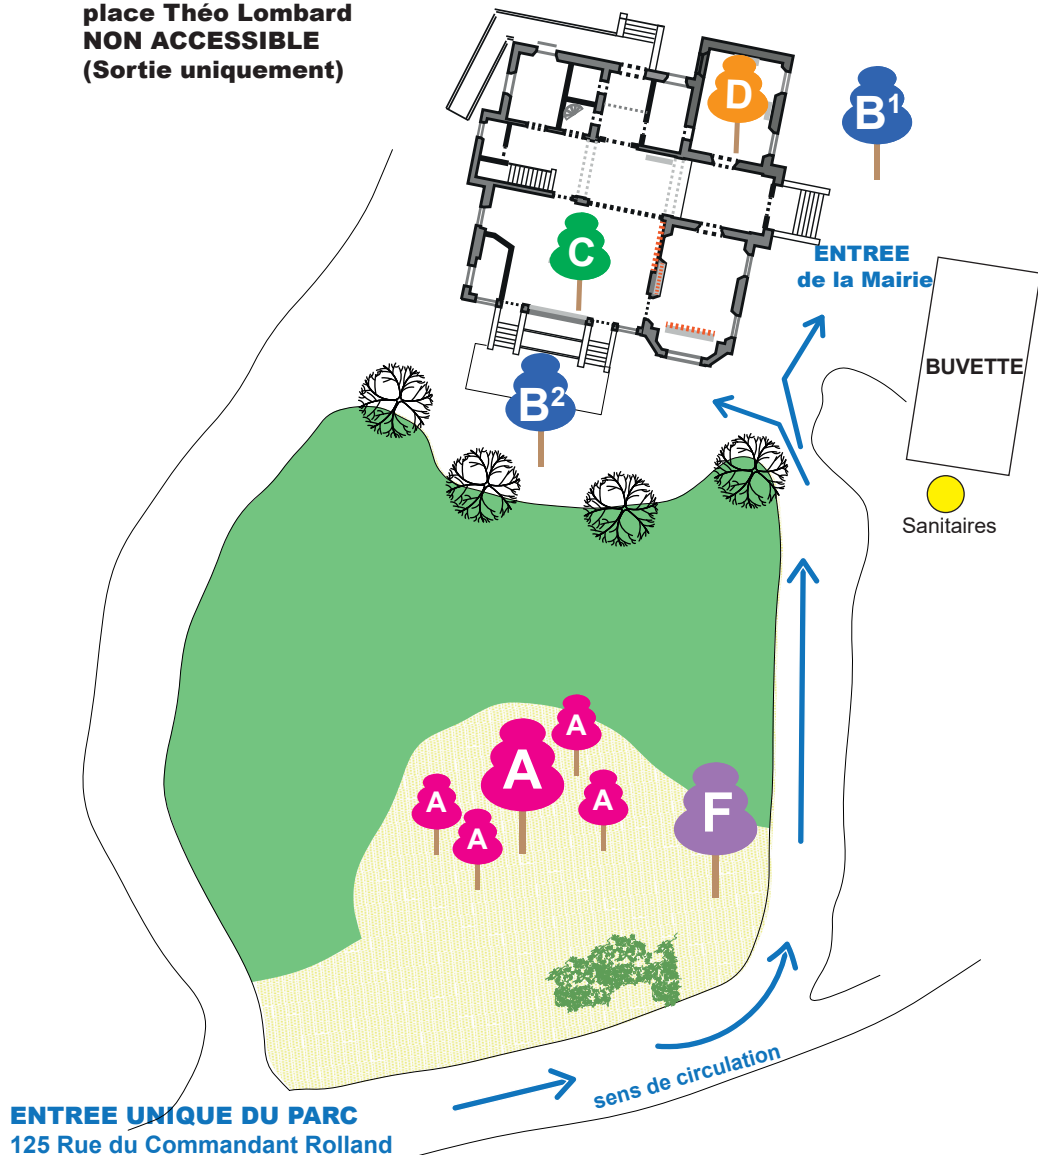 place Théo Lombard
NON ACCESSIBLE
(Sortie uniquement)
D
B1
C
ENTREE
de la Mairie
BUVETTE
B2
Sanitaires
A
A
A
A
A
F
sens de circulation
ENTREE UNIQUE DU PARC
125 Rue du Commandant Rolland